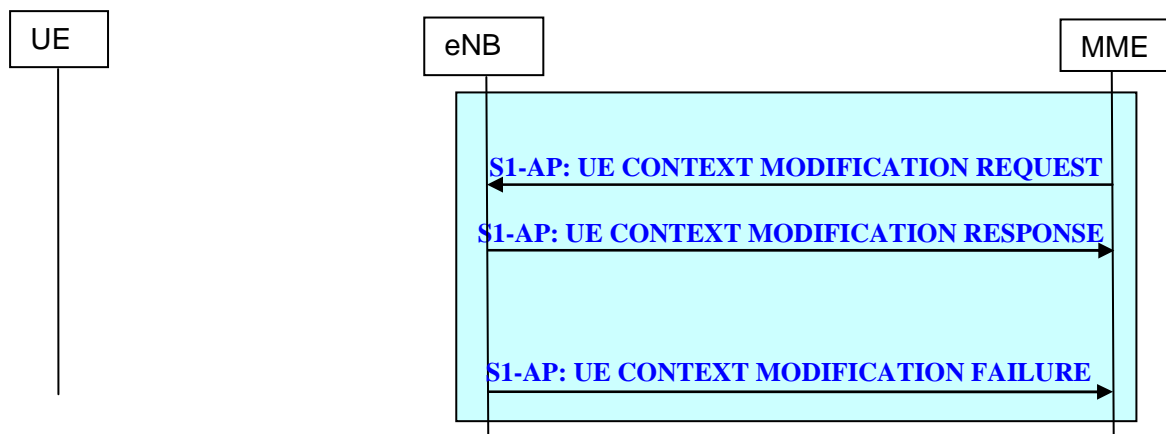 UE
eNB
MME
S1-AP: UE CONTEXT MODIFICATION REQUEST
S1-AP: UE CONTEXT MODIFICATION RESPONSE
S1-AP: UE CONTEXT MODIFICATION FAILURE